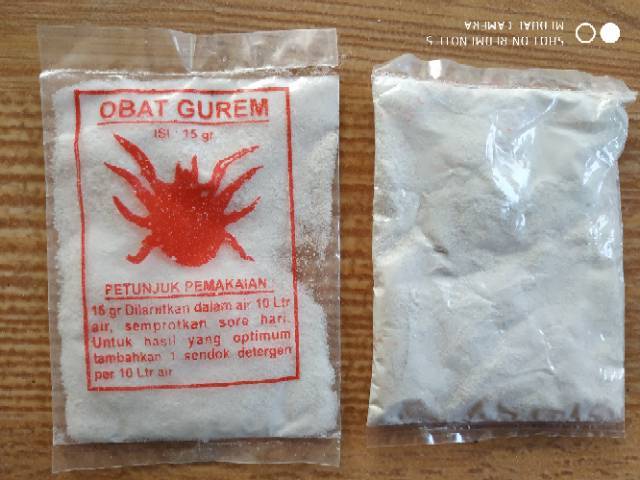 OBAT GUREM
ISI : 15 gr
PETUNJUK PEMAKAIAN :
15 gr Dilarutkan dalam air 10 Ltr
air, semprotkan sore hari.
Untuk hasil yang optimum
tambahkan 1 sendok detergen
per 10 Ltr air
SHOT ON REDMI NOTE 5
MI DUAL CAMERA